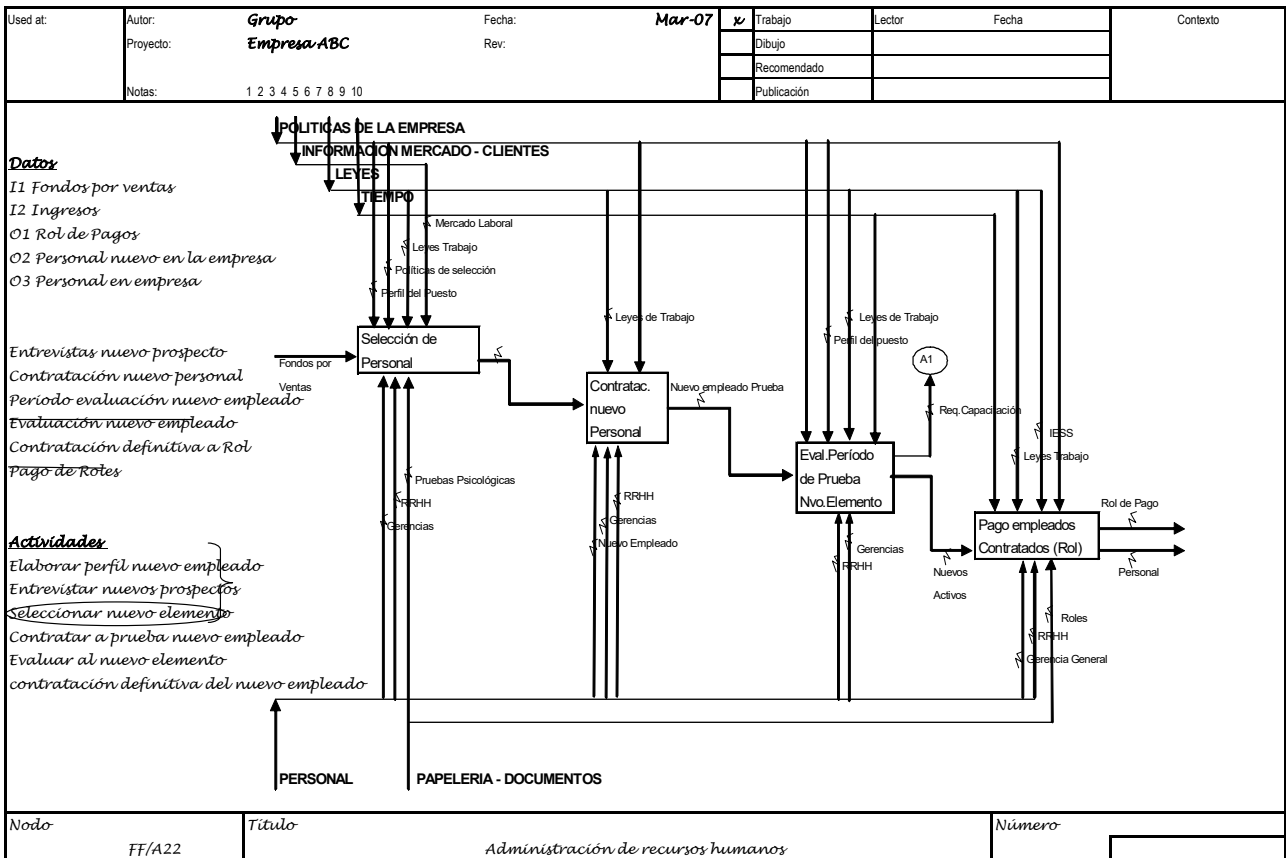 Used at:
Autor: Grupo Fecha: Mar-07
Proyecto: Empresa ABC Rev:
Notas: 1 2 3 4 5 6 7 8 9 10
x Trabajo Lector Fecha
Dibujo
Recomendado
Publicación
Contexto
POLITICAS DE LA EMPRESA
INFORMACION MERCADO - CLIENTES
LEYES
TIEMPO
Datos
I1 Fondos por ventas
I2 Ingresos
O1 Rol de Pagos
O2 Personal nuevo en la empresa
O3 Personal en empresa
Entrevistas nuevo prospecto
Contratación nuevo personal
Período evaluación nuevo empleado
Evaluación nuevo empleado
Contratación definitiva a Rol
Pago de Roles
Actividades
Elaborar perfil nuevo empleado
Entrevistar nuevos prospectos
Seleccionar nuevo elemento
Contratar a prueba nuevo empleado
Evaluar al nuevo elemento
contratación definitiva del nuevo empleado
Mercado Laboral
Leyes Trabajo
Políticas de selección
Perfil del Puesto
Fondos por
Ventas
Selección de
Personal
Pruebas Psicológicas
RRHH
Gerencias
Leyes de Trabajo
Contratac.
nuevo
Personal
Nuevo empleado Prueba
RRHH
Gerencias
Nuevo Empleado
Leyes de Trabajo
Perfil del puesto
A1
Req.Capacitación
Eval.Período
de Prueba
Nvo.Elemento
Gerencias
RRHH
Nuevos
Activos
IESS
Leyes Trabajo
Pago empleados
Contratados (Rol)
Rol de Pago
Personal
Roles
RRHH
Gerencia General
PERSONAL
PAPELERIA - DOCUMENTOS
Nodo
FF/A22
Título
Administración de recursos humanos
Número